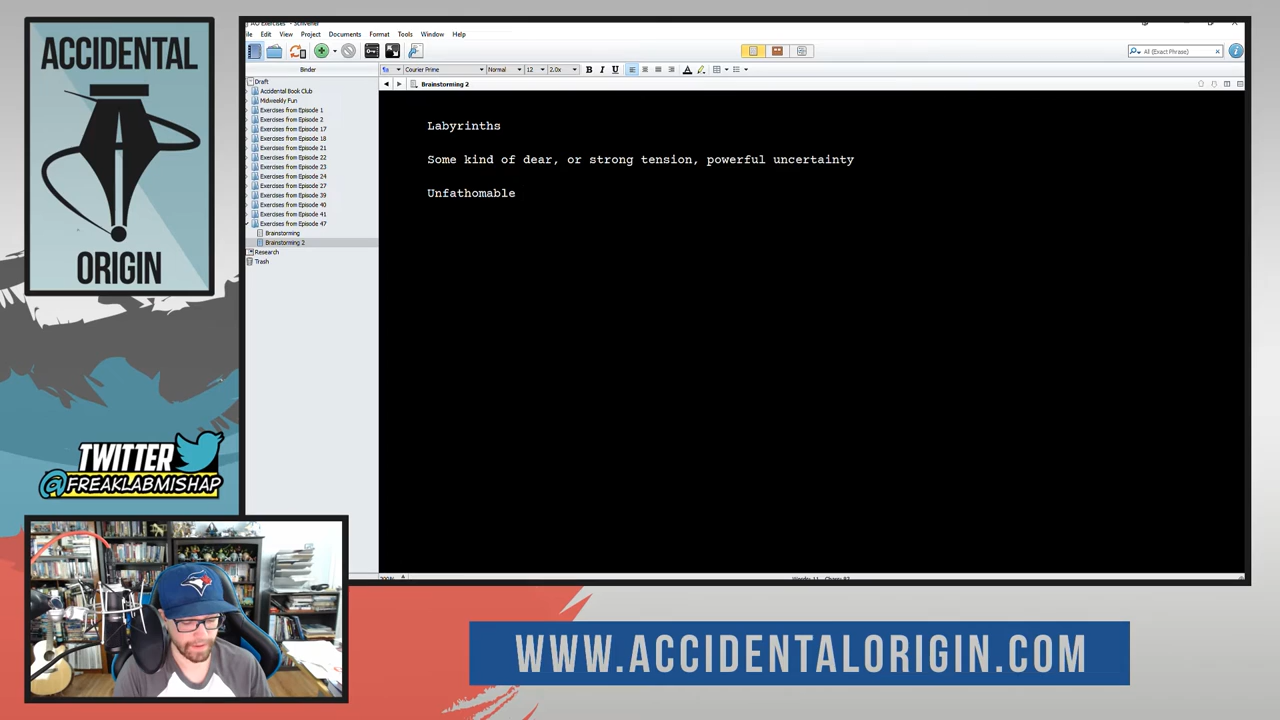 ACCIDENTAL
ORIGIN
File Edit View Project Documents Format Tools Window Help
All (Exact Phrase)
Binder
Courier Prime Normal 12 2.0x B I U A
Draft
Brainstorming 2
Accidental Book Club
Midweekly Fun
Exercises from Episode 1
Exercises from Episode 2
Exercises from Episode 17
Exercises from Episode 18
Exercises from Episode 21
Exercises from Episode 22
Exercises from Episode 23
Exercises from Episode 24
Exercises from Episode 27
Exercises from Episode 39
Exercises from Episode 40
Exercises from Episode 41
Exercises from Episode 47
Brainstorming
Brainstorming 2
Research
Trash
Labyrinths
Some kind of dear, or strong tension, powerful uncertainty
Unfathomable
TWITTER
@FREAKLABMISHAP
WWW.ACCIDENTALORIGIN.COM